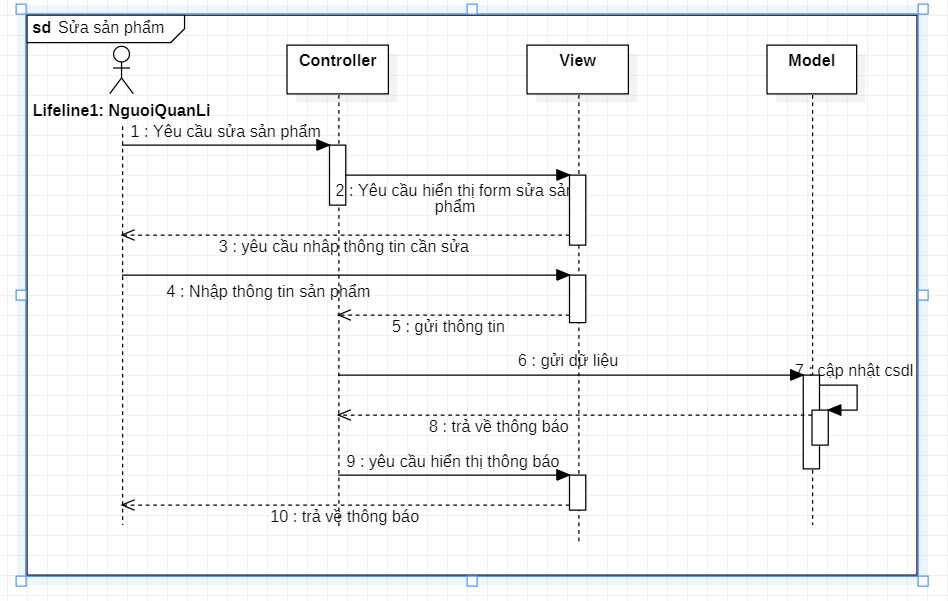 sd Sửa sản phẩm
Controller
View
Model
Lifeline1: NguoiQuanLi
1 : Yêu cầu sửa sản phẩm
2 : Yêu cầu hiển thị form sửa sản
phẩm
3 : yêu cầu nhập thông tin cần sửa
4 : Nhập thông tin sản phẩm
5 : gửi thông tin
6 : gửi dữ liệu
7 : cập nhật csdl
8 : trả về thông báo
9 : yêu cầu hiển thị thông báo
10 : trả về thông báo